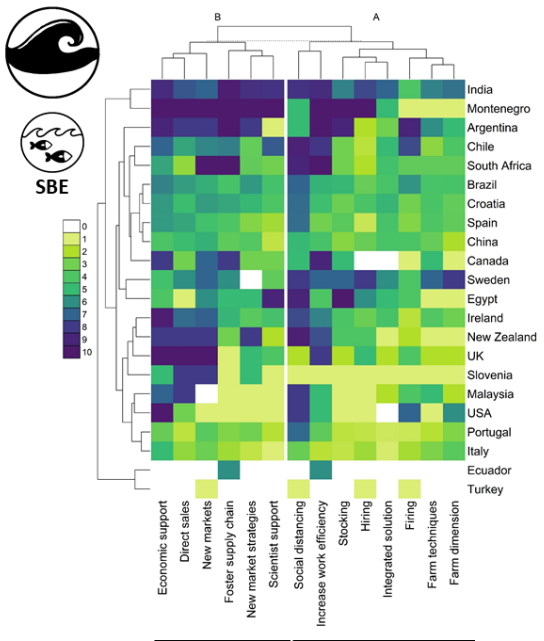 B A
SBE
India
Montenegro
Argentina
Chile
South Africa
Brazil
Croatia
Spain
China
Canada
Sweden
Egypt
Ireland
New Zealand
UK
Slovenia
Malaysia
USA
Portugal
Italy
Ecuador
Turkey
0
1
2
3
4
5
6
7
8
9
10
Economic support
Direct sales
New markets
Foster supply chain
New market strategies
Scientist support
Social distancing
Increase work efficiency
Stocking
Hiring
Integrated solution
Firing
Farm techniques
Farm dimension